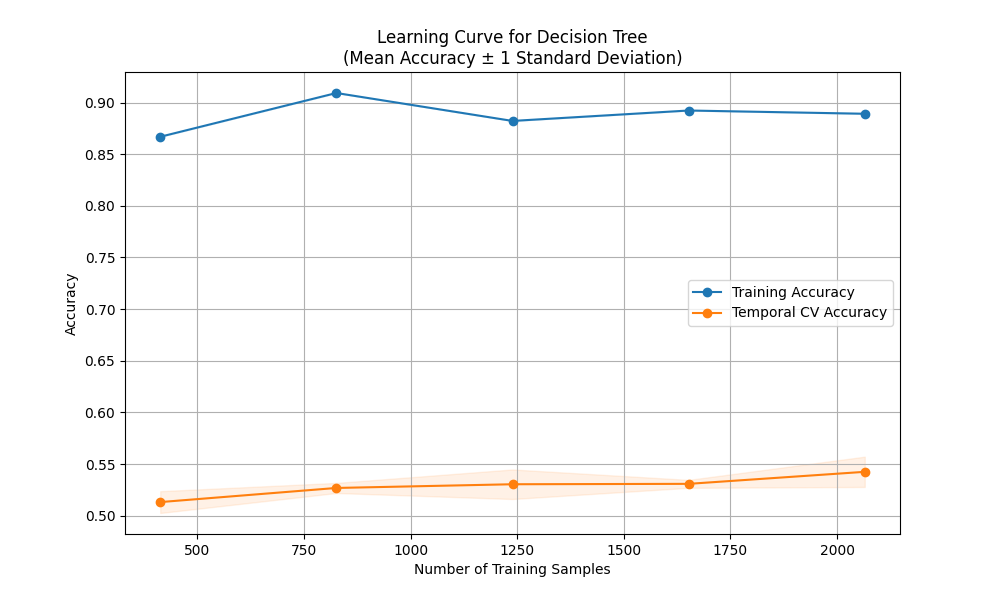 Learning Curve for Decision Tree
(Mean Accuracy ± 1 Standard Deviation)
Accuracy
0.90
0.85
0.80
0.75
0.70
0.65
0.60
0.55
0.50
Training Accuracy
Temporal CV Accuracy
500 750 1000 1250 1500 1750 2000
Number of Training Samples